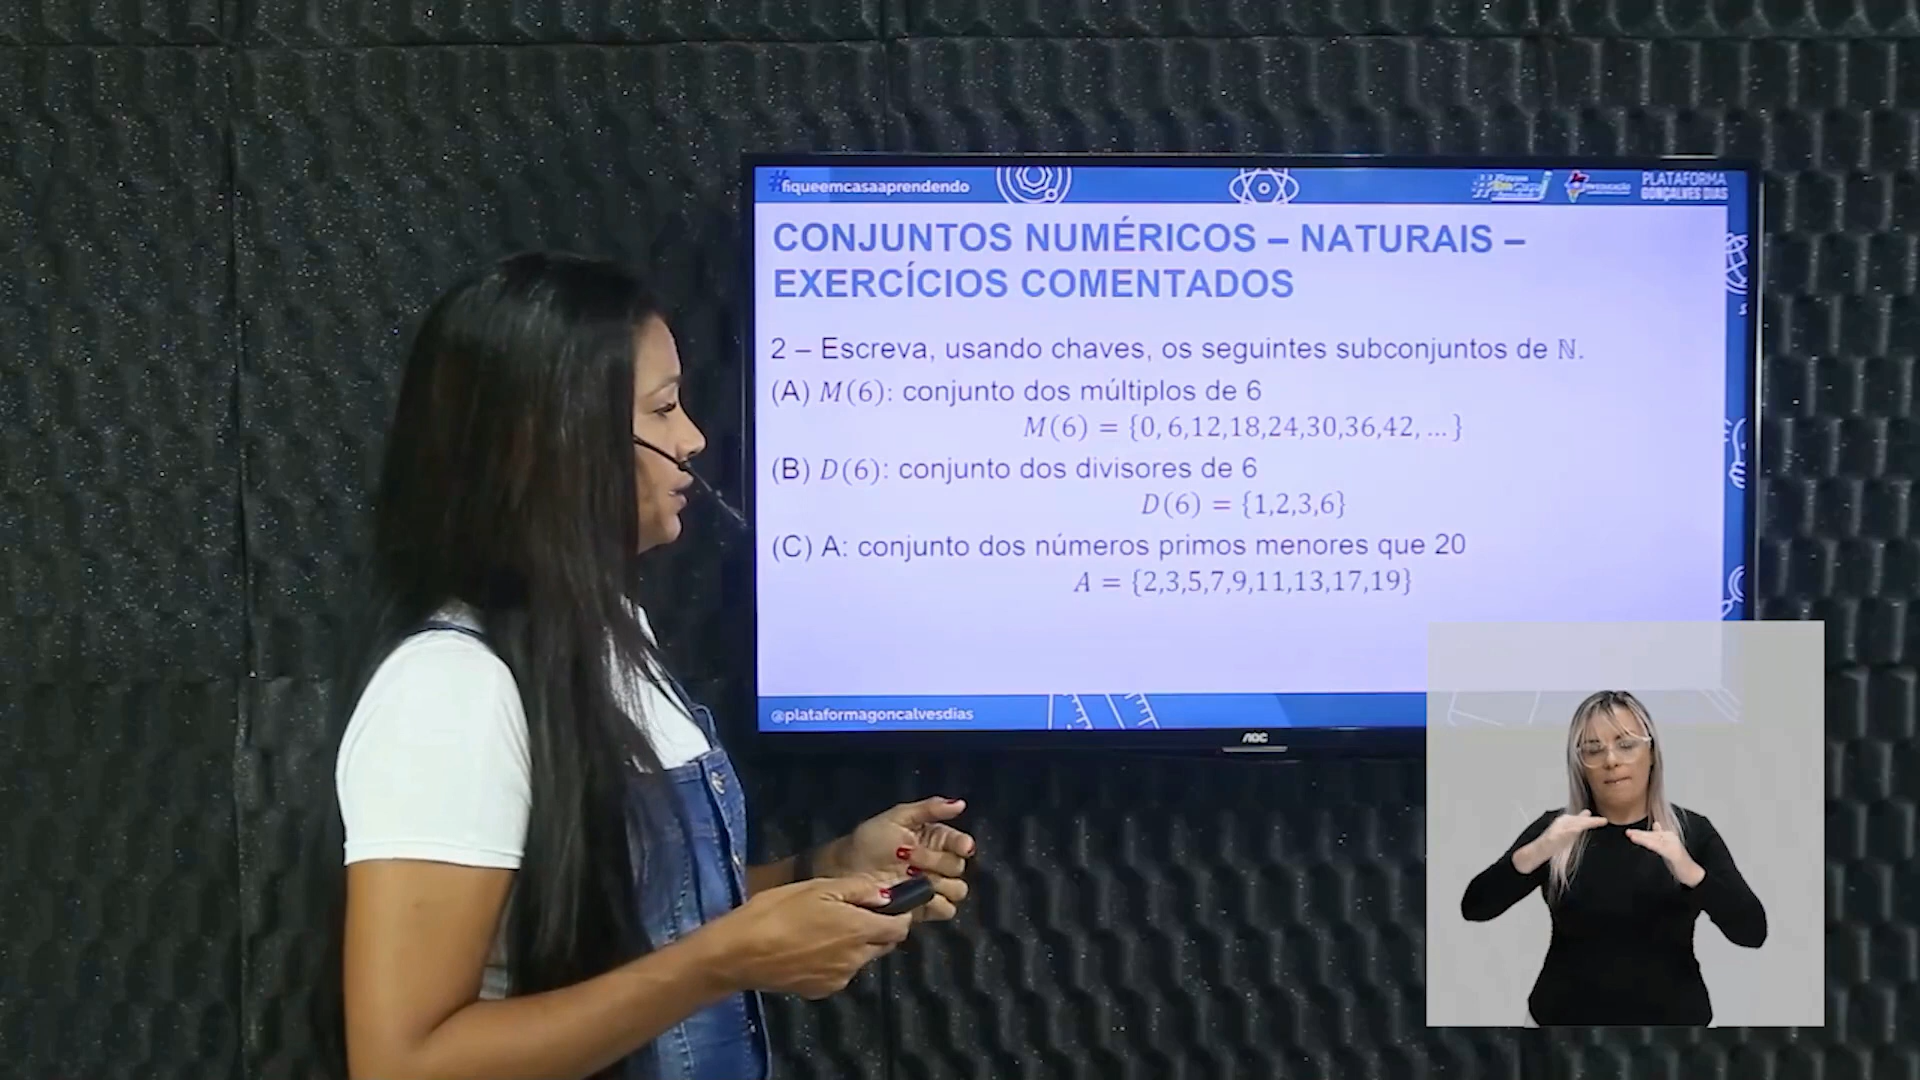 #fiqueemcasaaprendendo
PLATAFORMA
GONÇALVES DIAS
CONJUNTOS NUMÉRICOS – NATURAIS –
EXERCÍCIOS COMENTADOS
2 – Escreva, usando chaves, os seguintes subconjuntos de ℕ.
(A) M(6): conjunto dos múltiplos de 6
M(6) = {0, 6,12,18,24,30,36,42, ... }
(B) D(6): conjunto dos divisores de 6
D(6) = {1,2,3,6}
(C) A: conjunto dos números primos menores que 20
A = {2,3,5,7,9,11,13,17,19}
@plataformagoncalvesdias
AOC